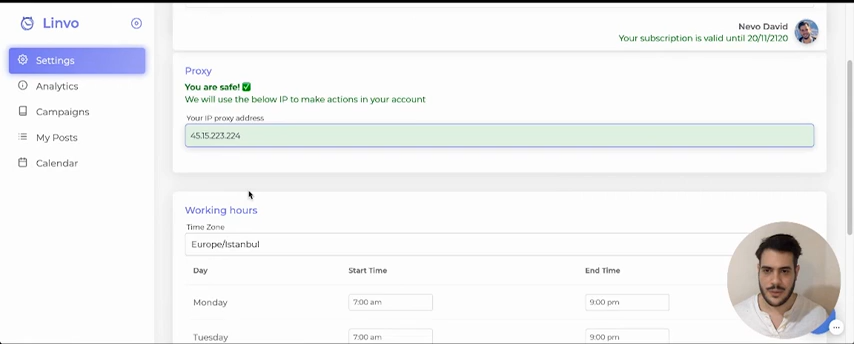 Linvo
Nevo David
Your subscription is valid until 20/11/2120
Settings
Analytics
Campaigns
My Posts
Calendar
Proxy
You are safe! ✅
We will use the below IP to make actions in your account
Your IP proxy address
45.15.223.224
Working hours
Time Zone
Europe/Istanbul
Day Start Time End Time
Monday 7:00 am 9:00 pm
Tuesday 7:00 am 9:00 pm